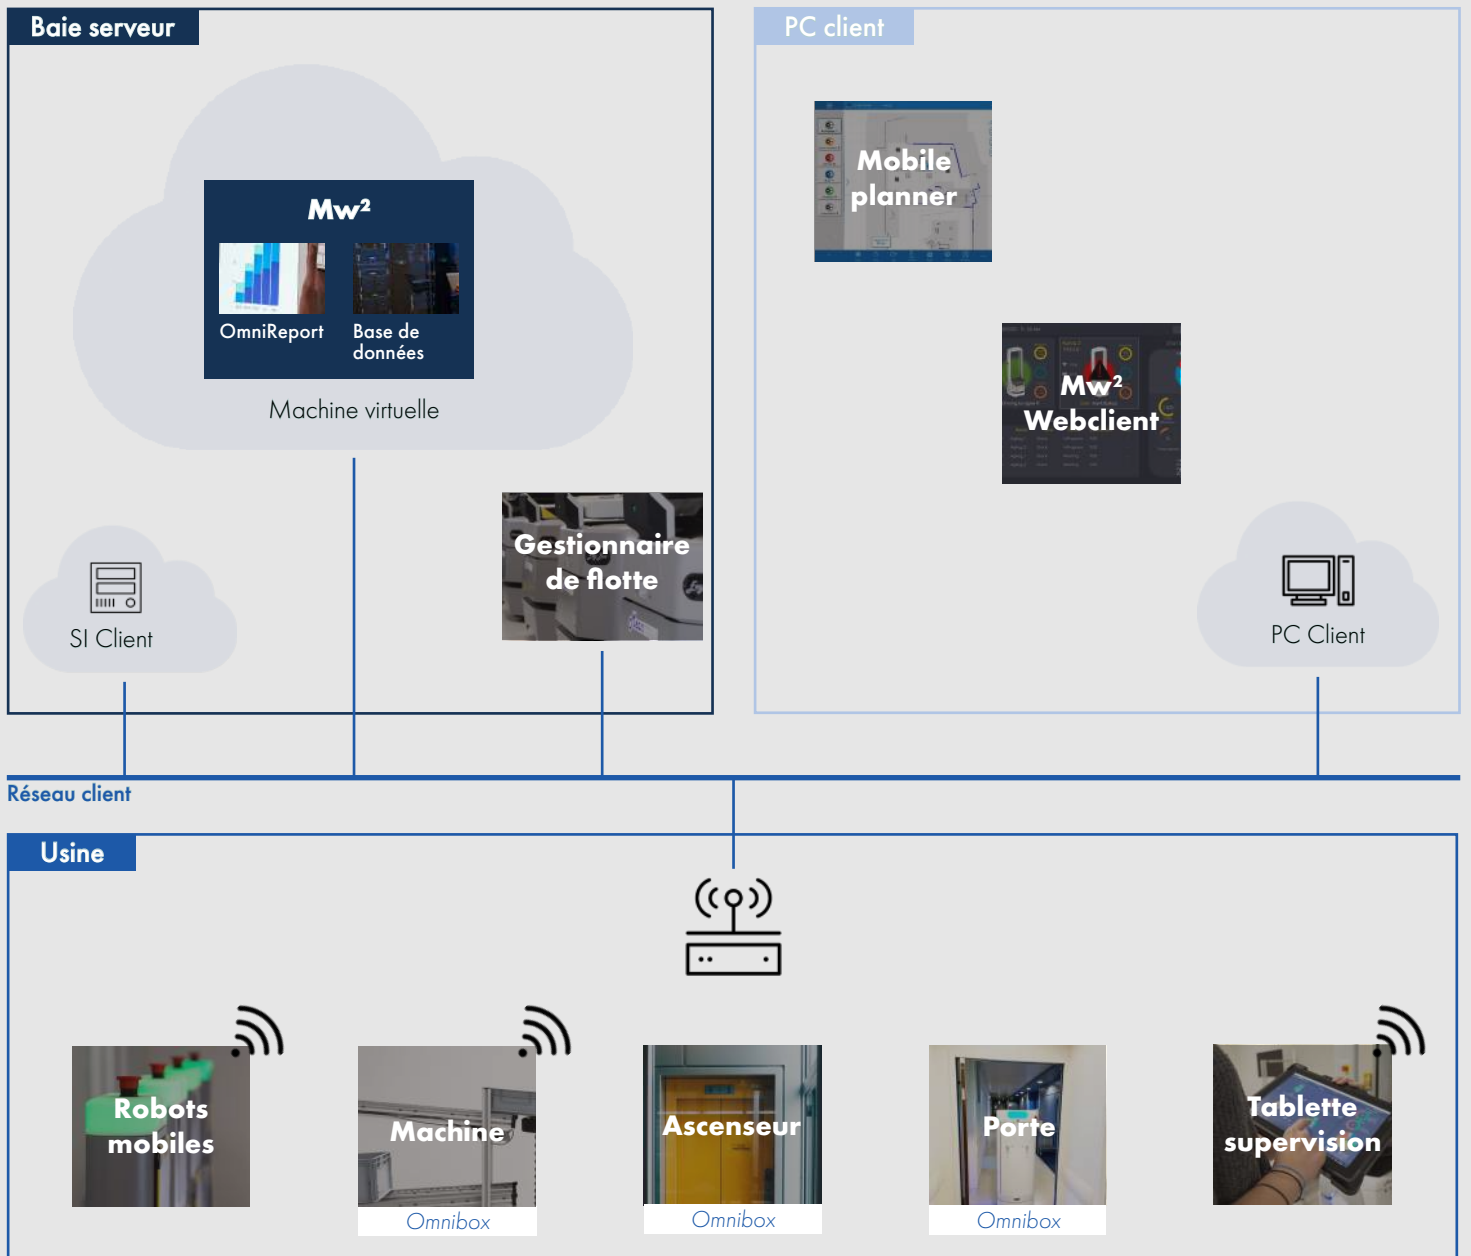 Baie serveur
PC client
Mobile
planner
Mw²
OmniReport
Base de
données
Machine virtuelle
Mw²
Webclient
Gestionnaire
de flotte
SI Client
PC Client
Réseau client
Usine
Robots
mobiles
Machine
Omnibox
Ascenseur
Omnibox
Porte
Omnibox
Tablette
supervision